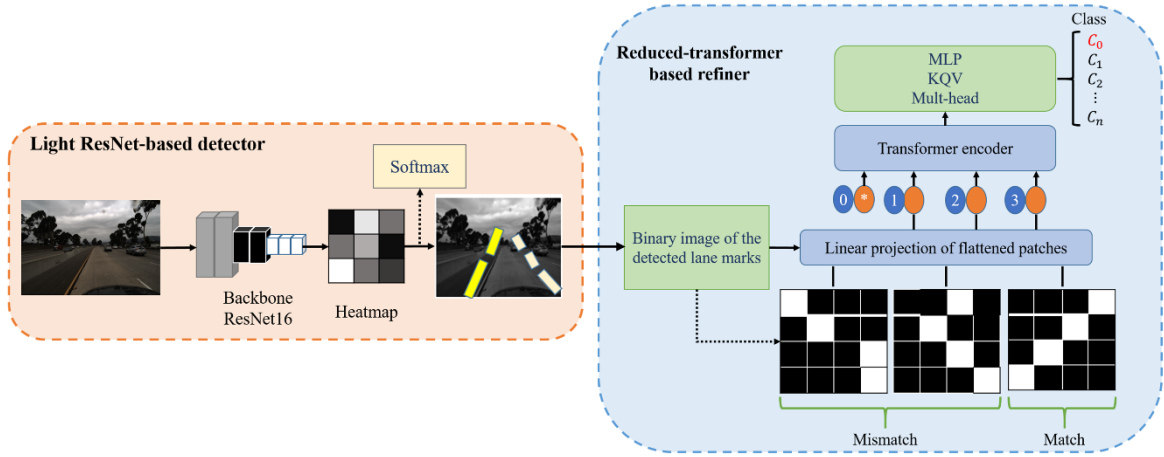 Light ResNet-based detector
Softmax
Backbone
ResNet16
Heatmap
Reduced-transformer
based refiner
Binary image of the
detected lane marks
MLP
KQV
Mult-head
Class
C0
C1
C2
⋮
Cn
Transformer encoder
0 * 1 2 3
Linear projection of flattened patches
Mismatch
Match